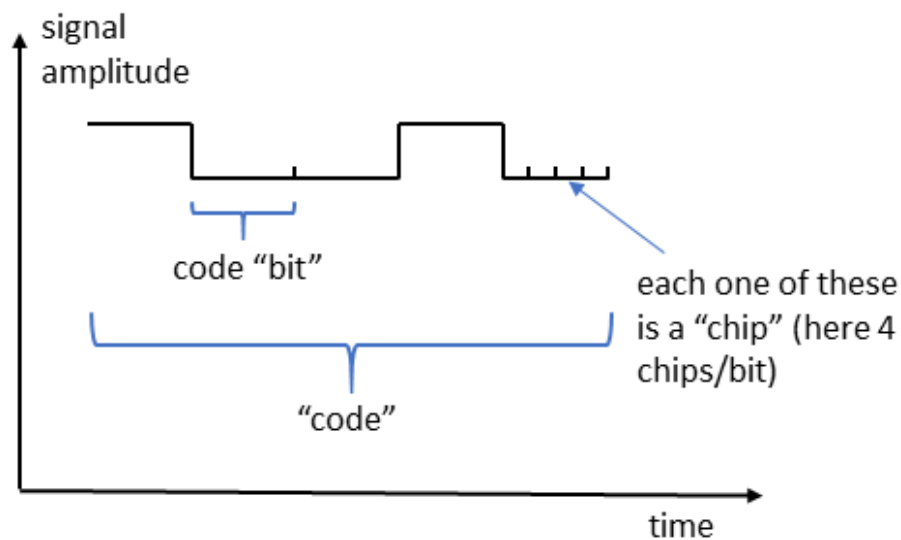 signal
amplitude
code “bit”
each one of these
is a “chip” (here 4
chips/bit)
“code”
time